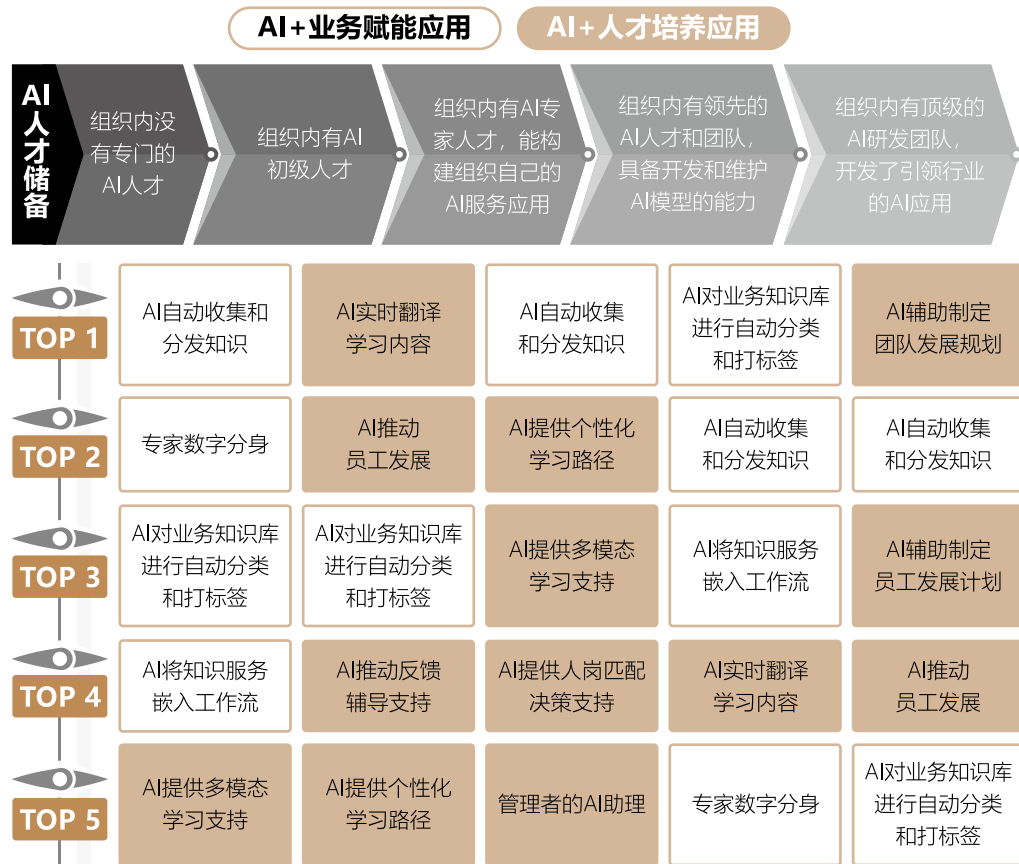 AI+业务赋能应用
AI+人才培养应用
AI人才储备
组织内没
有专门的
AI人才
组织内有AI
初级人才
组织内有AI专
家人才，能构
建组织自己的
AI服务应用
组织内有领先的
AI人才和团队，
具备开发和维护
AI模型的能力
组织内有顶级的
AI研发团队，
开发了引领行业
的AI应用
TOP 1
AI自动收集和
分发知识
AI实时翻译
学习内容
AI自动收集
和分发知识
AI对业务知识库
进行自动分类
和打标签
AI辅助制定
团队发展规划
TOP 2
专家数字分身
AI推动
员工发展
AI提供个性化
学习路径
AI自动收集
和分发知识
AI自动收集
和分发知识
TOP 3
AI对业务知识库
进行自动分类
和打标签
AI对业务知识库
进行自动分类
和打标签
AI提供多模态
学习支持
AI将知识服务
嵌入工作流
AI辅助制定
员工发展计划
TOP 4
AI将知识服务
嵌入工作流
AI推动反馈
辅导支持
AI提供人岗匹配
决策支持
AI实时翻译
学习内容
AI推动
员工发展
TOP 5
AI提供多模态
学习支持
AI提供个性化
学习路径
管理者的AI助理
专家数字分身
AI对业务知识库
进行自动分类
和打标签